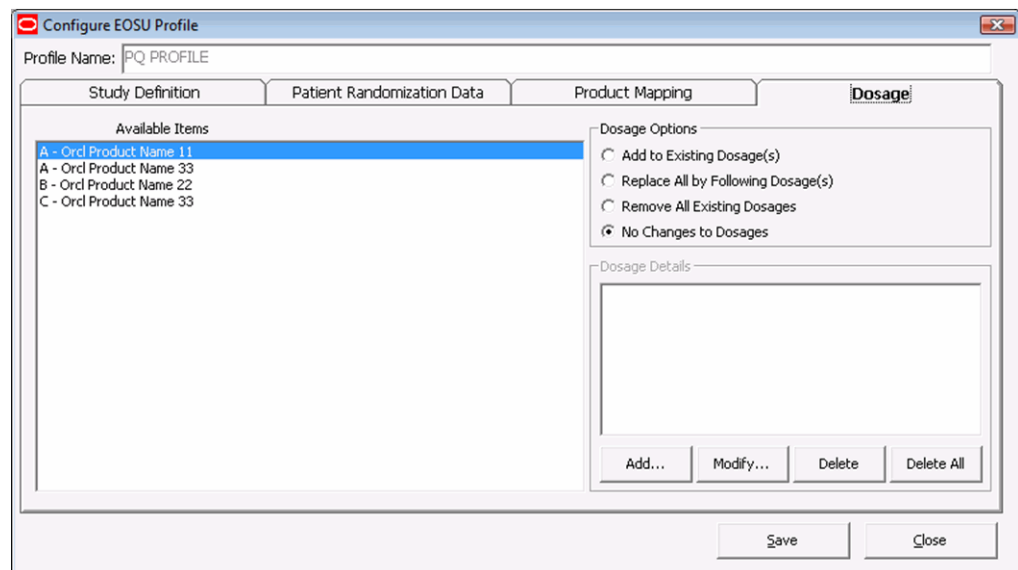 Configure EOSU Profile
Profile Name: PQ PROFILE
Study Definition
Patient Randomization Data
Product Mapping
Dosage
Available Items
A - Orcl Product Name 11
A - Orcl Product Name 33
B - Orcl Product Name 22
C - Orcl Product Name 33
Dosage Options
Add to Existing Dosage(s)
Replace All by Following Dosage(s)
Remove All Existing Dosages
No Changes to Dosages
Dosage Details
Add...
Modify...
Delete
Delete All
Save
Close